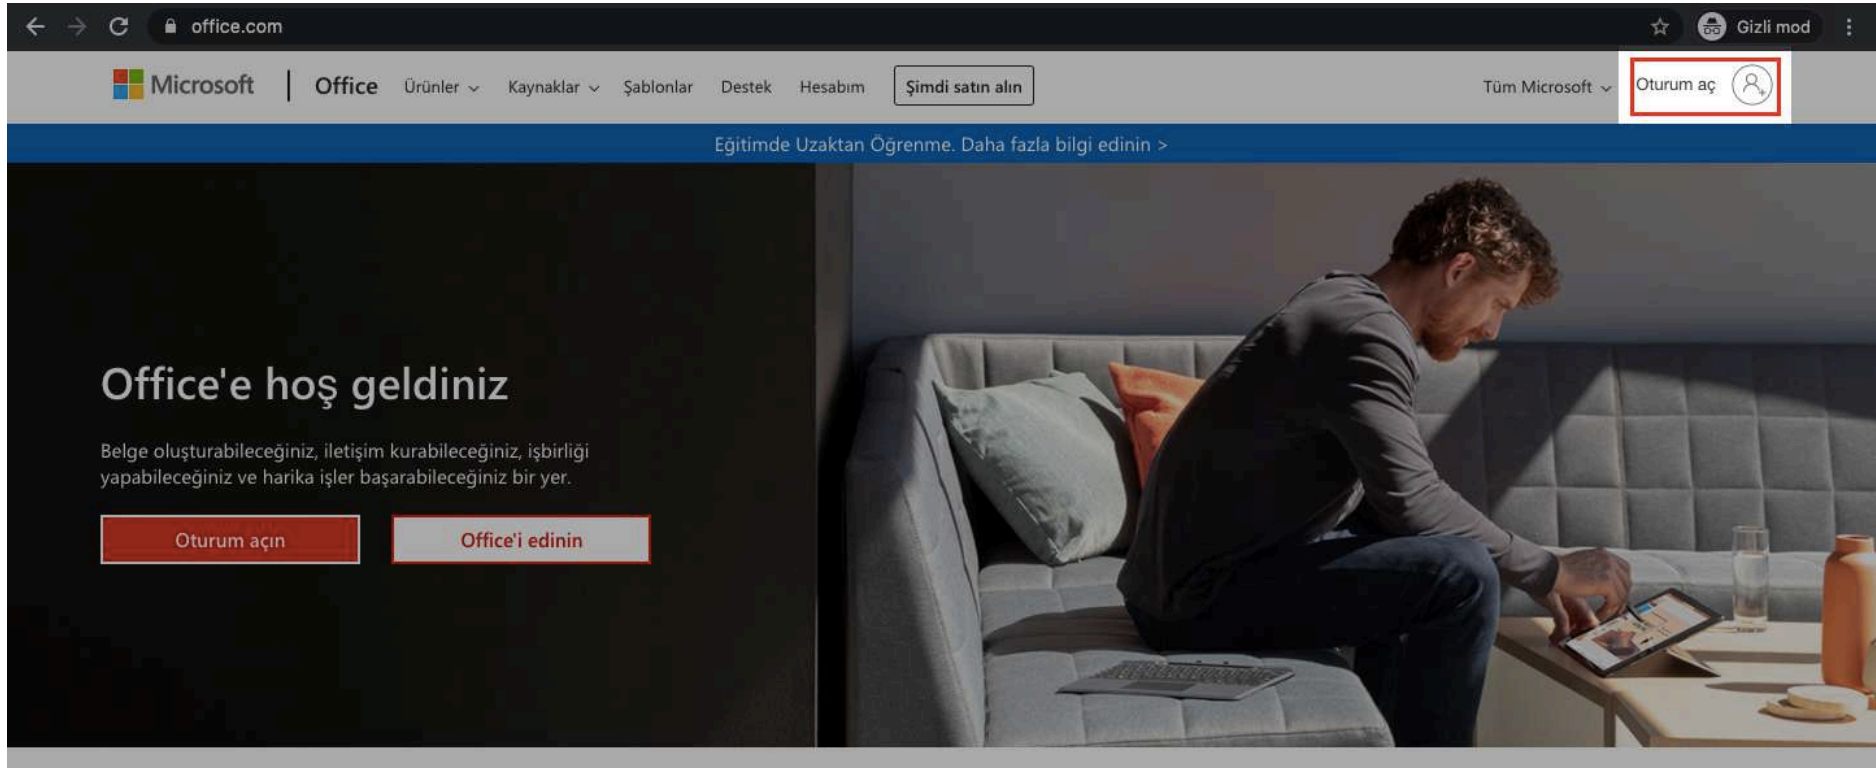 office.com
Gizli mod
Microsoft | Office Ürünler Kaynaklar Şablonlar Destek Hesabım Şimdi satın alın Tüm Microsoft Oturum aç
Eğitimde Uzaktan Öğrenme. Daha fazla bilgi edinin >
Office'e hoş geldiniz
Belge oluşturabileceğiniz, iletişim kurabileceğiniz, işbirliği
yapabileceğiniz ve harika işler başarabileceğiniz bir yer.
Oturum açın
Office'i edinin